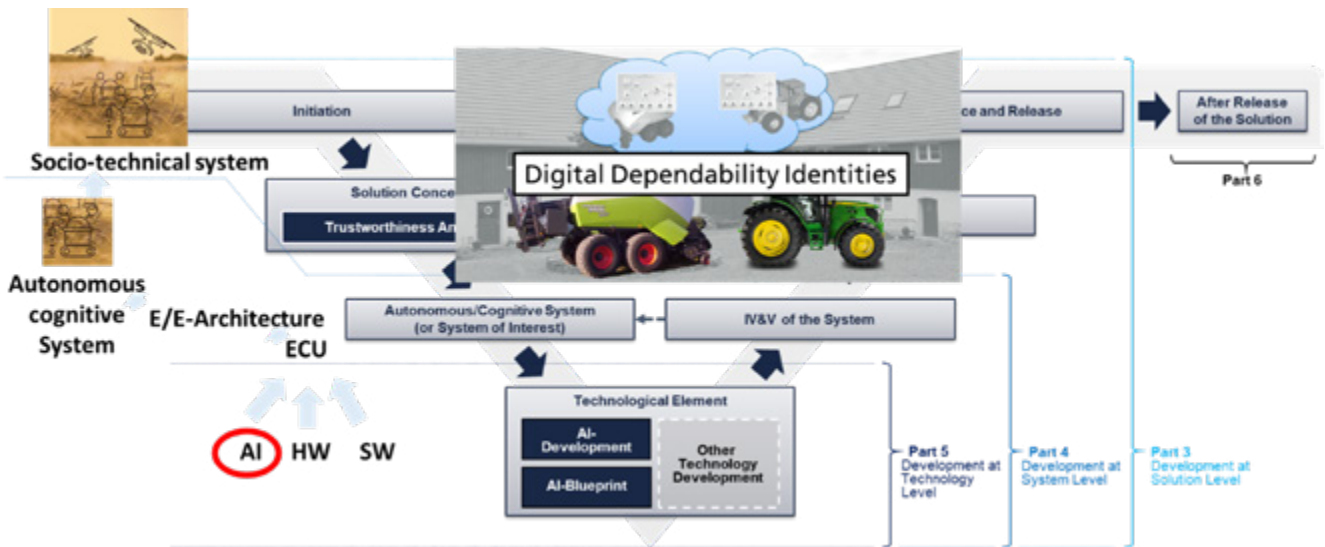 Initiation
ce and Release
After Release
of the Solution
Part 6
Socio-technical system
Digital Dependability Identities
Solution Conce
Trustworthiness An
Autonomous
cognitive
System
E/E-Architecture
ECU
Autonomous/Cognitive System
(or System of Interest)
IV&V of the System
Technological Element
AI-
Development
AI-Blueprint
Other
Technology
Development
AI
HW
SW
Part 5
Development at
Technology
Level
Part 4
Development at
System Level
Part 3
Development at
Solution Level